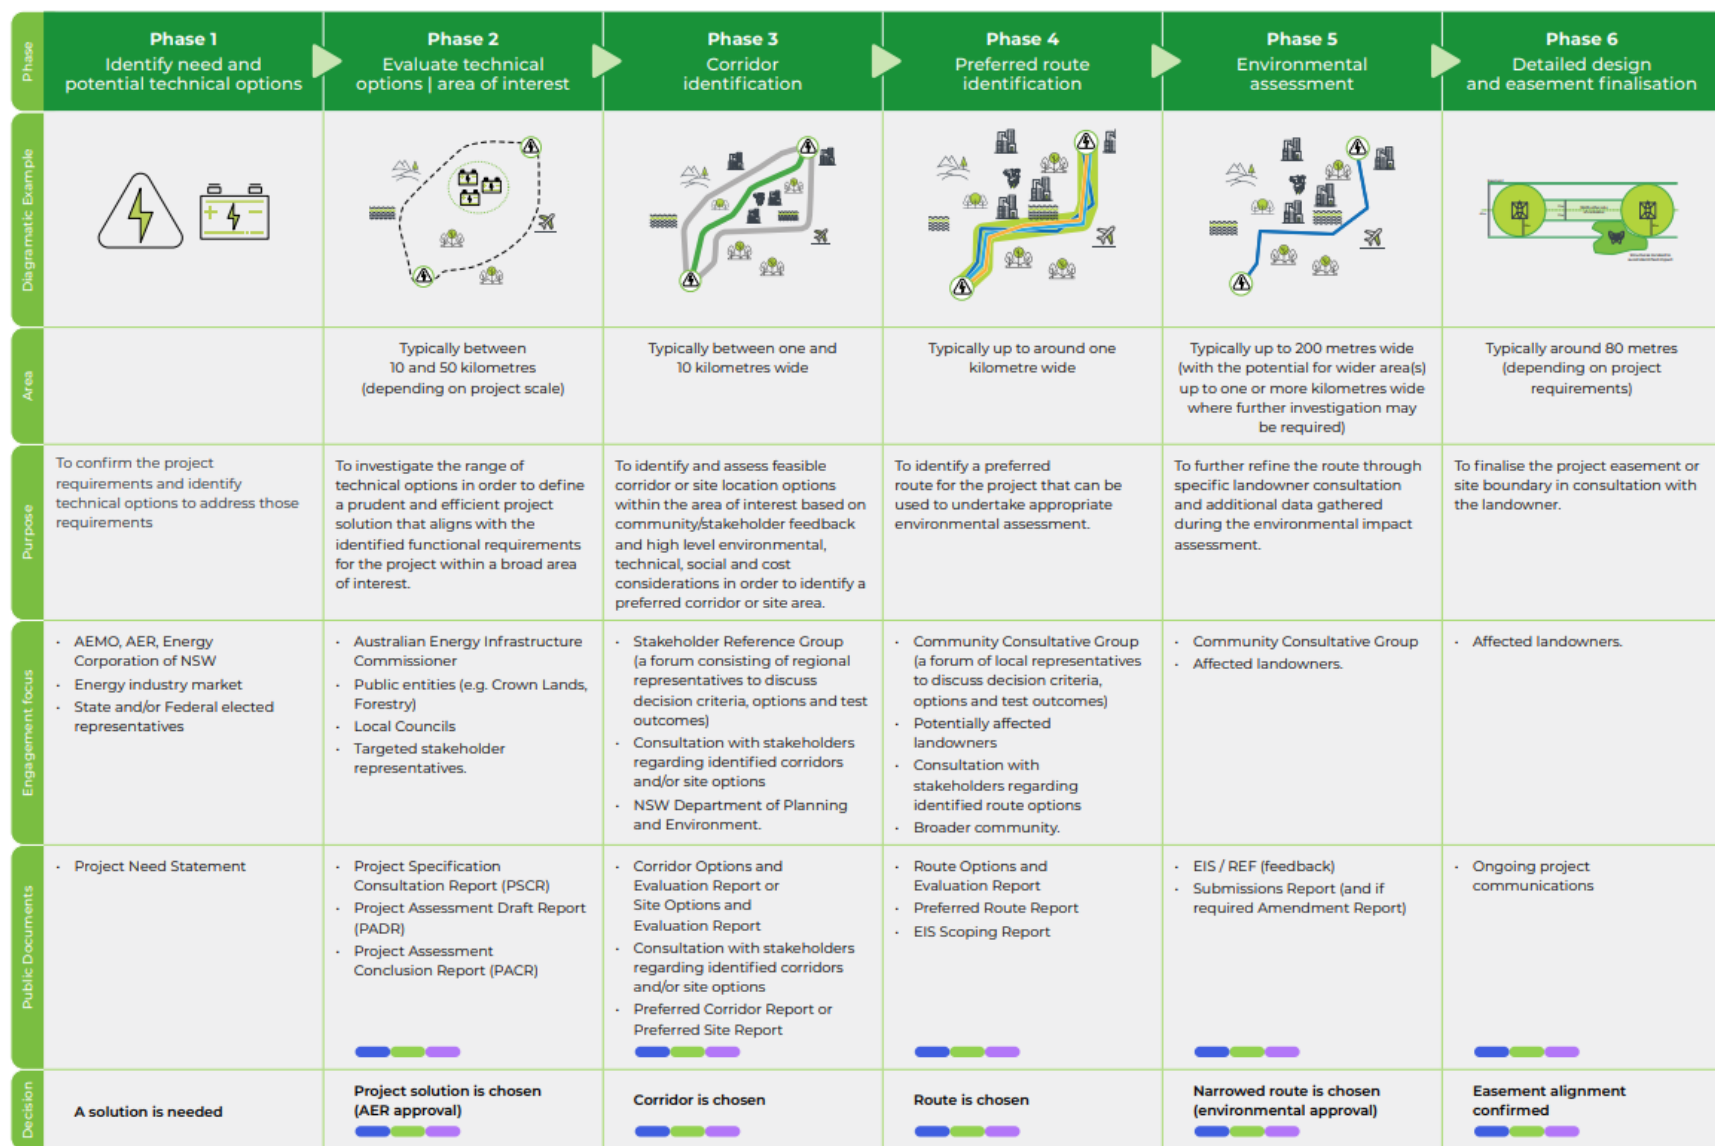 Phase
Phase 1
Identify need and
potential technical options
Phase 2
Evaluate technical
options | area of interest
Phase 3
Corridor
identification
Phase 4
Preferred route
identification
Phase 5
Environmental
assessment
Phase 6
Detailed design
and easement finalisation
Diagramatic Example
Area
Typically between
10 and 50 kilometres
(depending on project scale)
Typically between one and
10 kilometres wide
Typically up to around one
kilometre wide
Typically up to 200 metres wide
(with the potential for wider area(s)
up to one or more kilometres wide
where further investigation may
be required)
Typically around 80 metres
(depending on project
requirements)
Purpose
To confirm the project
requirements and identify
technical options to address those
requirements
To investigate the range of
technical options in order to define
a prudent and efficient project
solution that aligns with the
identified functional requirements
for the project within a broad area
of interest.
To identify and assess feasible
corridor or site location options
within the area of interest based on
community/stakeholder feedback
and high level environmental,
technical, social and cost
considerations in order to identify a
preferred corridor or site area.
To identify a preferred
route for the project that can be
used to undertake appropriate
environmental assessment.
To further refine the route through
specific landowner consultation
and additional data gathered
during the environmental impact
assessment.
To finalise the project easement or
site boundary in consultation with
the landowner.
Engagement focus
· AEMO, AER, Energy
Corporation of NSW
· Energy industry market
· State and/or Federal elected
representatives
· Australian Energy Infrastructure
Commissioner
· Public entities (e.g. Crown Lands,
Forestry)
· Local Councils
· Targeted stakeholder
representatives.
· Stakeholder Reference Group
(a forum consisting of regional
representatives to discuss
decision criteria, options and test
outcomes)
· Consultation with stakeholders
regarding identified corridors
and/or site options
· NSW Department of Planning
and Environment.
· Community Consultative Group
(a forum of local representatives
to discuss decision criteria,
options and test outcomes)
· Potentially affected
landowners
· Consultation with
stakeholders regarding
identified route options
· Broader community.
· Community Consultative Group
· Affected landowners.
· Affected landowners.
Public Documents
· Project Need Statement
· Project Specification
Consultation Report (PSCR)
· Project Assessment Draft Report
(PADR)
· Project Assessment
Conclusion Report (PACR)
· Corridor Options and
Evaluation Report or
Site Options and
Evaluation Report
· Consultation with stakeholders
regarding identified corridors
and/or site options
· Preferred Corridor Report or
Preferred Site Report
· Route Options and
Evaluation Report
· Preferred Route Report
· EIS Scoping Report
· EIS / REF (feedback)
· Submissions Report (and if
required Amendment Report)
· Ongoing project
communications
Decision
A solution is needed
Project solution is chosen
(AER approval)
Corridor is chosen
Route is chosen
Narrowed route is chosen
(environmental approval)
Easement alignment
confirmed